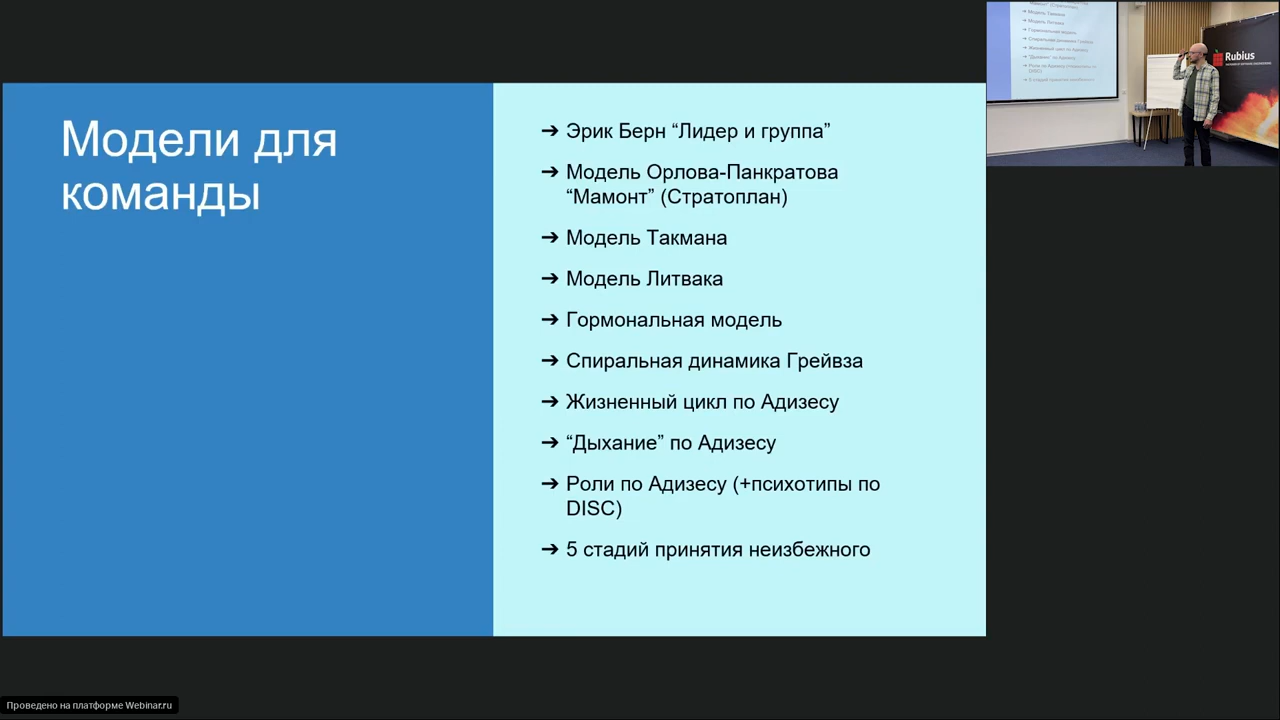 Модели для
команды
➔ Эрик Берн “Лидер и группа”
➔ Модель Орлова-Панкратова
“Мамонт” (Стратоплан)
➔ Модель Такмана
➔ Модель Литвака
➔ Гормональная модель
➔ Спиральная динамика Грейвза
➔ Жизненный цикл по Адизесу
➔ “Дыхание” по Адизесу
➔ Роли по Адизесу (+психотипы по
DISC)
➔ 5 стадий принятия неизбежного
Rubius
Проведено на платформе Webinar.ru